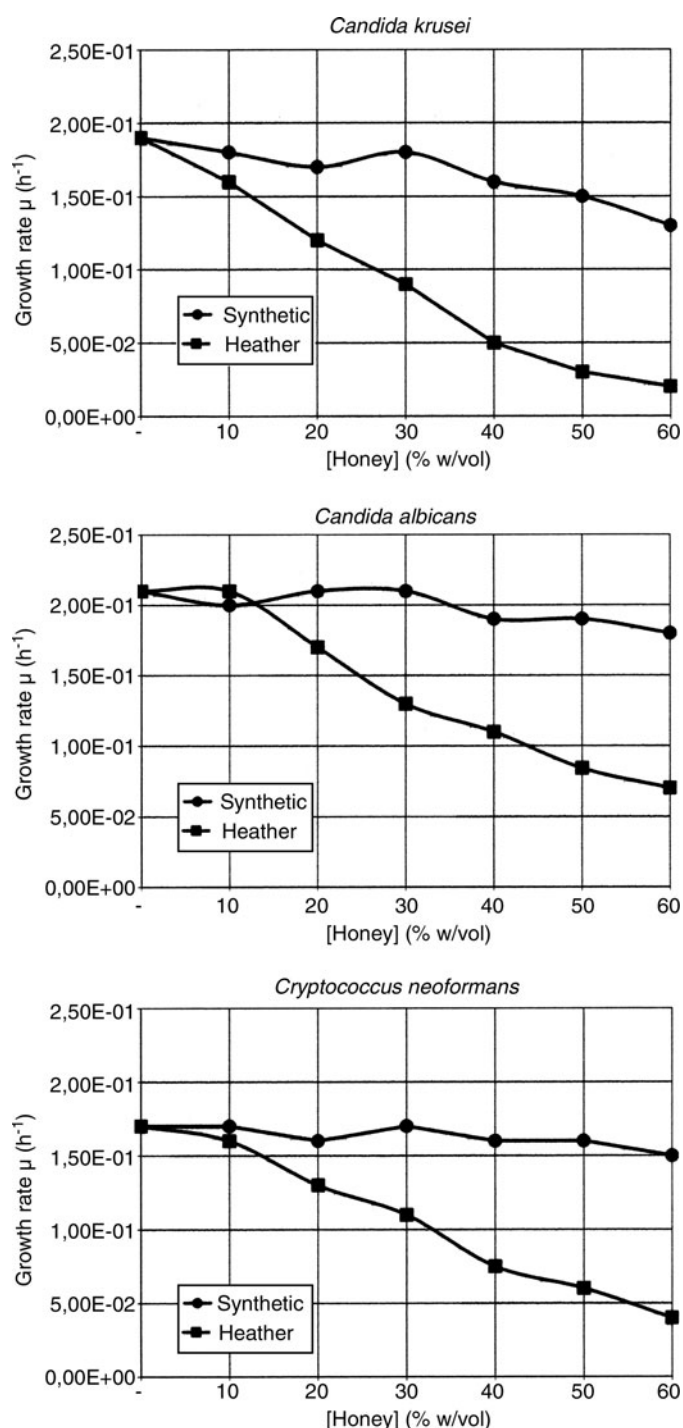 Candida krusei
2,50E-01
2,00E-01
1,50E-01
1,00E-01
5,00E-02
0,00E+00
Growth rate µ (h⁻¹)
Synthetic
Heather
- 10 20 30 40 50 60
[Honey] (% w/vol)
Candida albicans
2,50E-01
2,00E-01
1,50E-01
1,00E-01
5,00E-02
0,00E+00
Growth rate µ (h⁻¹)
Synthetic
Heather
- 10 20 30 40 50 60
[Honey] (% w/vol)
Cryptococcus neoformans
2,50E-01
2,00E-01
1,50E-01
1,00E-01
5,00E-02
0,00E+00
Growth rate µ (h⁻¹)
Synthetic
Heather
- 10 20 30 40 50 60
[Honey] (% w/vol)